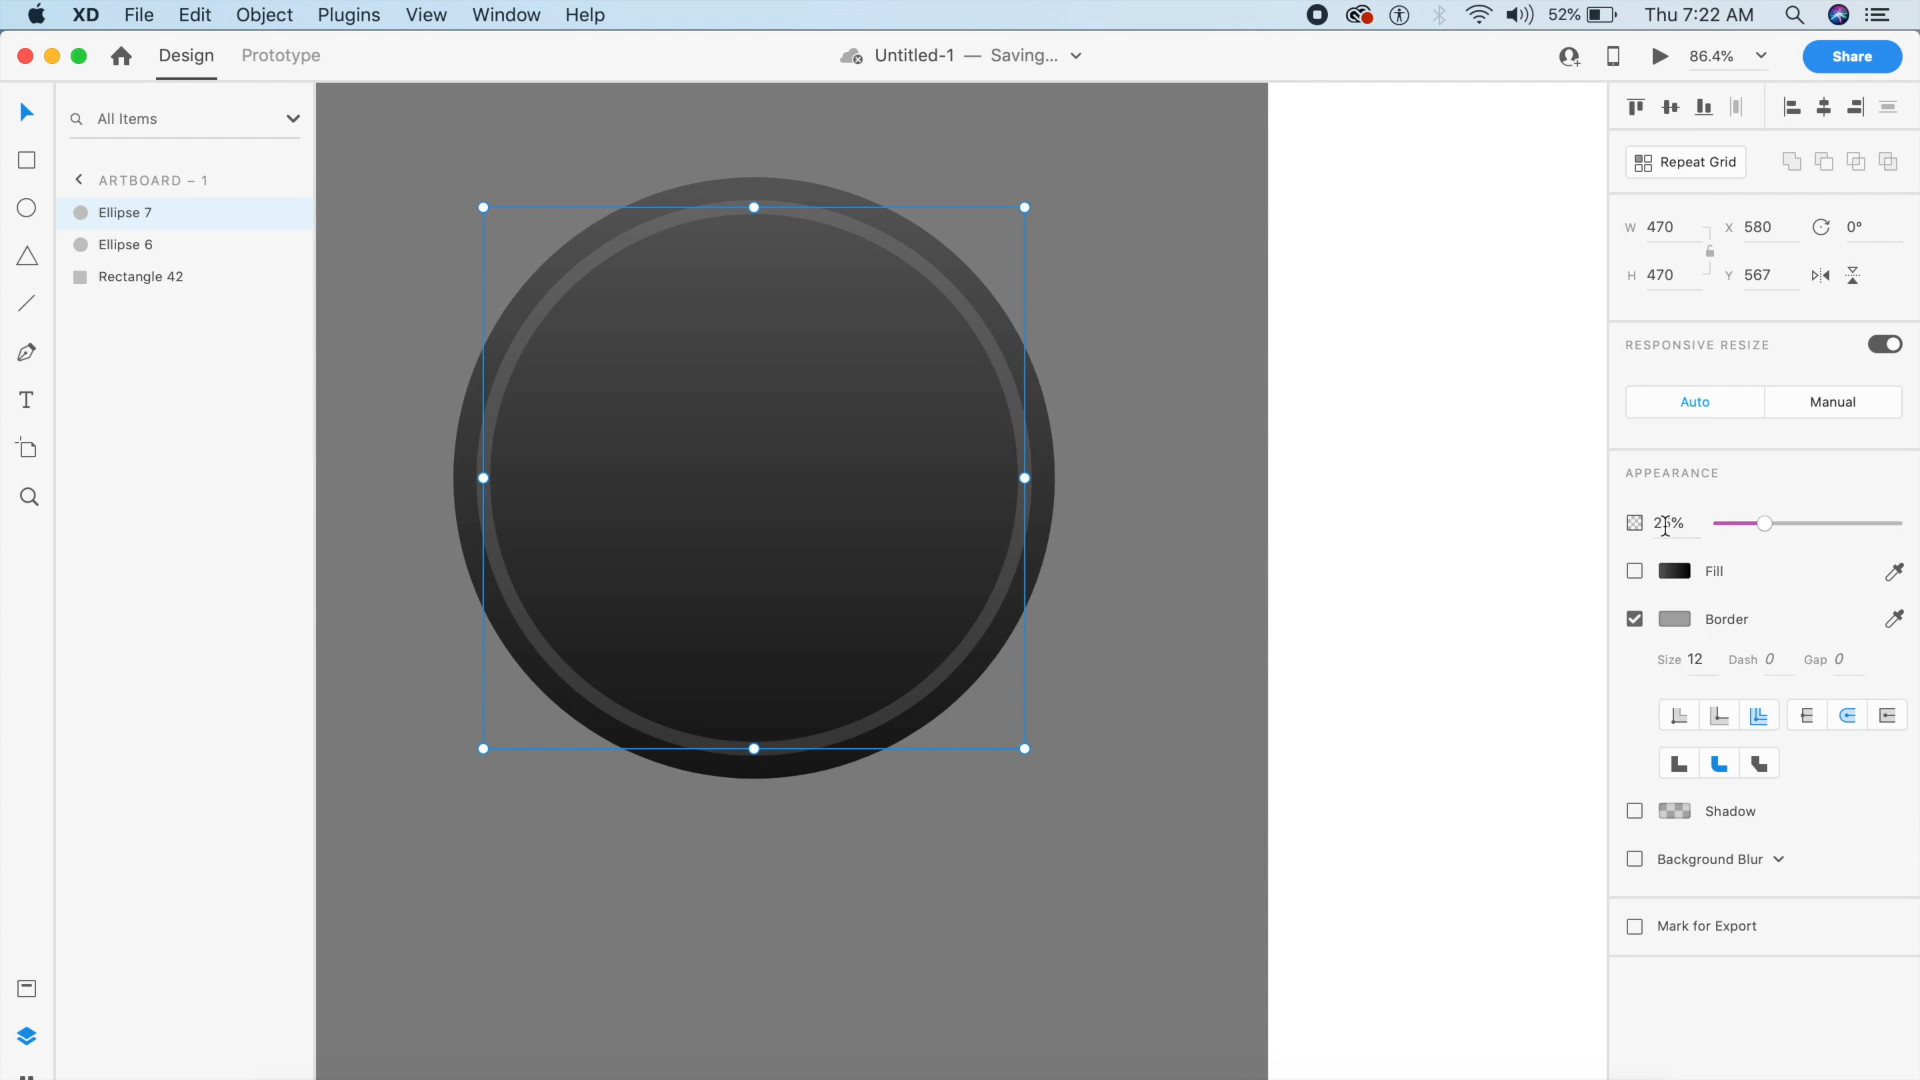 XD File Edit Object Plugins View Window Help 52% Thu 7:22 AM
Design Prototype Untitled-1 — Saving... 86.4% Share
All Items
ARTBOARD – 1
Ellipse 7
Ellipse 6
Rectangle 42
Repeat Grid
W 470 X 580 0°
H 470 Y 567
RESPONSIVE RESIZE
Auto Manual
APPEARANCE
Fill
Border
Size 12 Dash 0 Gap 0
Shadow
Background Blur
Mark for Export